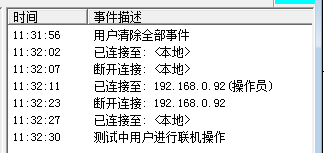 时间 事件描述
11:31:56 用户清除全部事件
11:32:02 已连接至: <本地>
11:32:07 断开连接: <本地>
11:32:11 已连接至: 192.168.0.92(操作员)
11:32:23 断开连接: 192.168.0.92
11:32:27 已连接至: <本地>
11:32:30 测试中用户进行联机操作